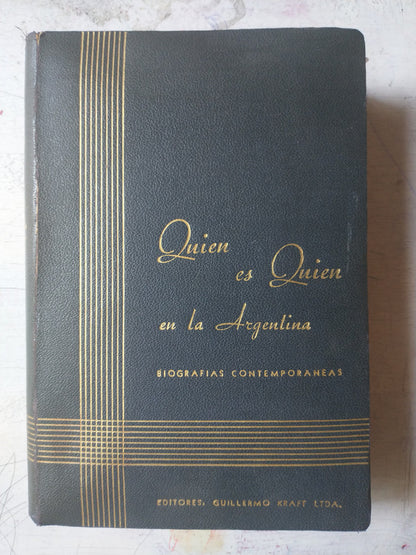 Quien
es Quien
en la Argentina
BIOGRAFIAS CONTEMPORANEAS
EDITORES: GUILLERMO KRAFT LTDA.